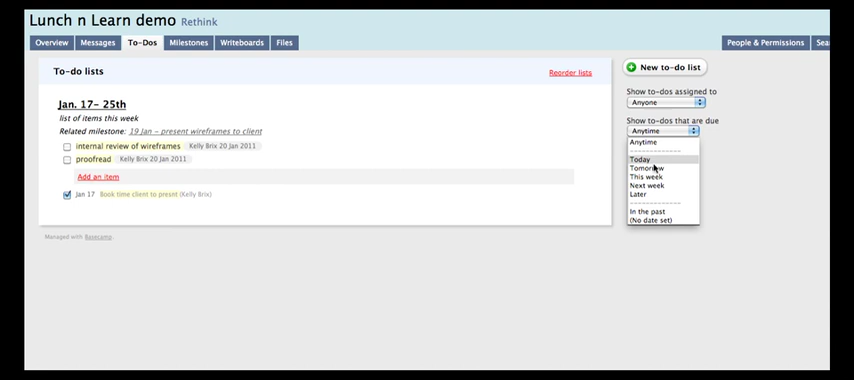 Lunch n Learn demo Rethink
Overview Messages To-Dos Milestones Writeboards Files People & Permissions Sea
To-do lists Reorder lists
Jan. 17- 25th
list of items this week
Related milestone: 19 Jan – present wireframes to client
internal review of wireframes Kelly Brix 20 Jan 2011
proofread Kelly Brix 20 Jan 2011
Add an item
Jan 17 Book time client to presnt (Kelly Brix)
Managed with Basecamp
New to-do list
Show to-dos assigned to
Anyone
Show to-dos that are due
Anytime
Anytime
Today
Tomorrow
This week
Next week
Later
In the past
(No date set)